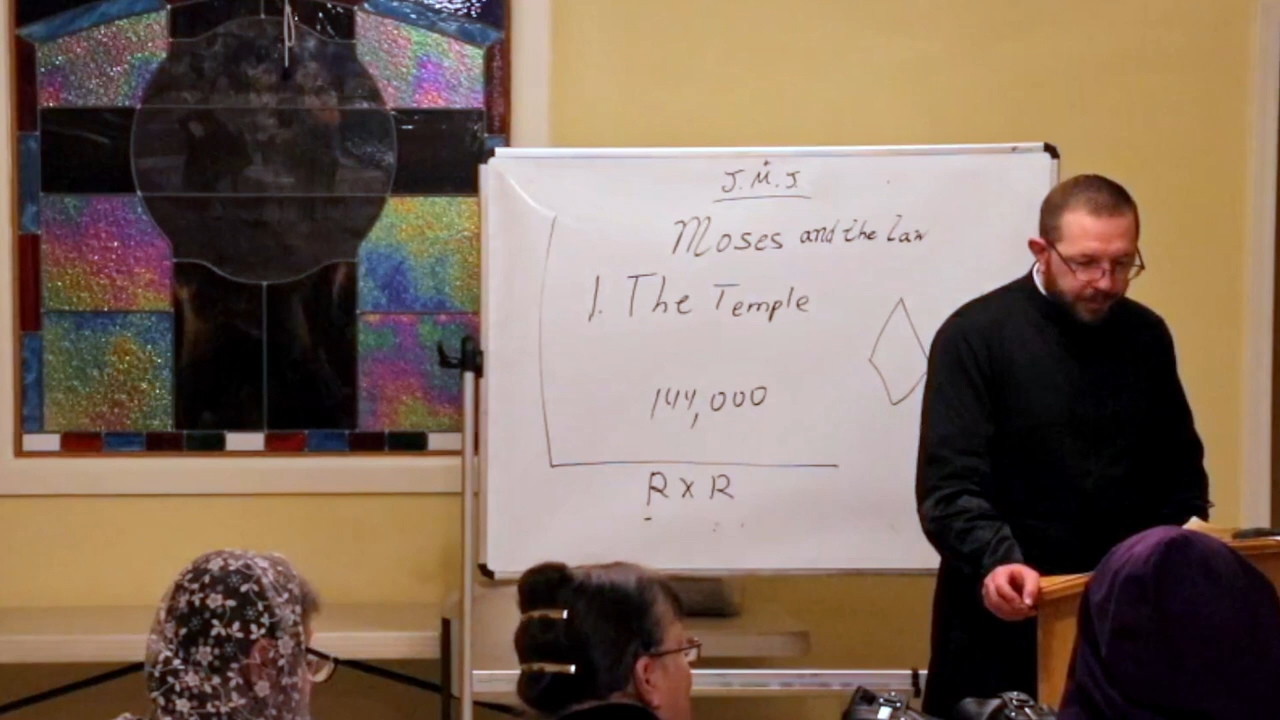 J.M.J.
Moses and the Law
1. The Temple
144,000
R x R